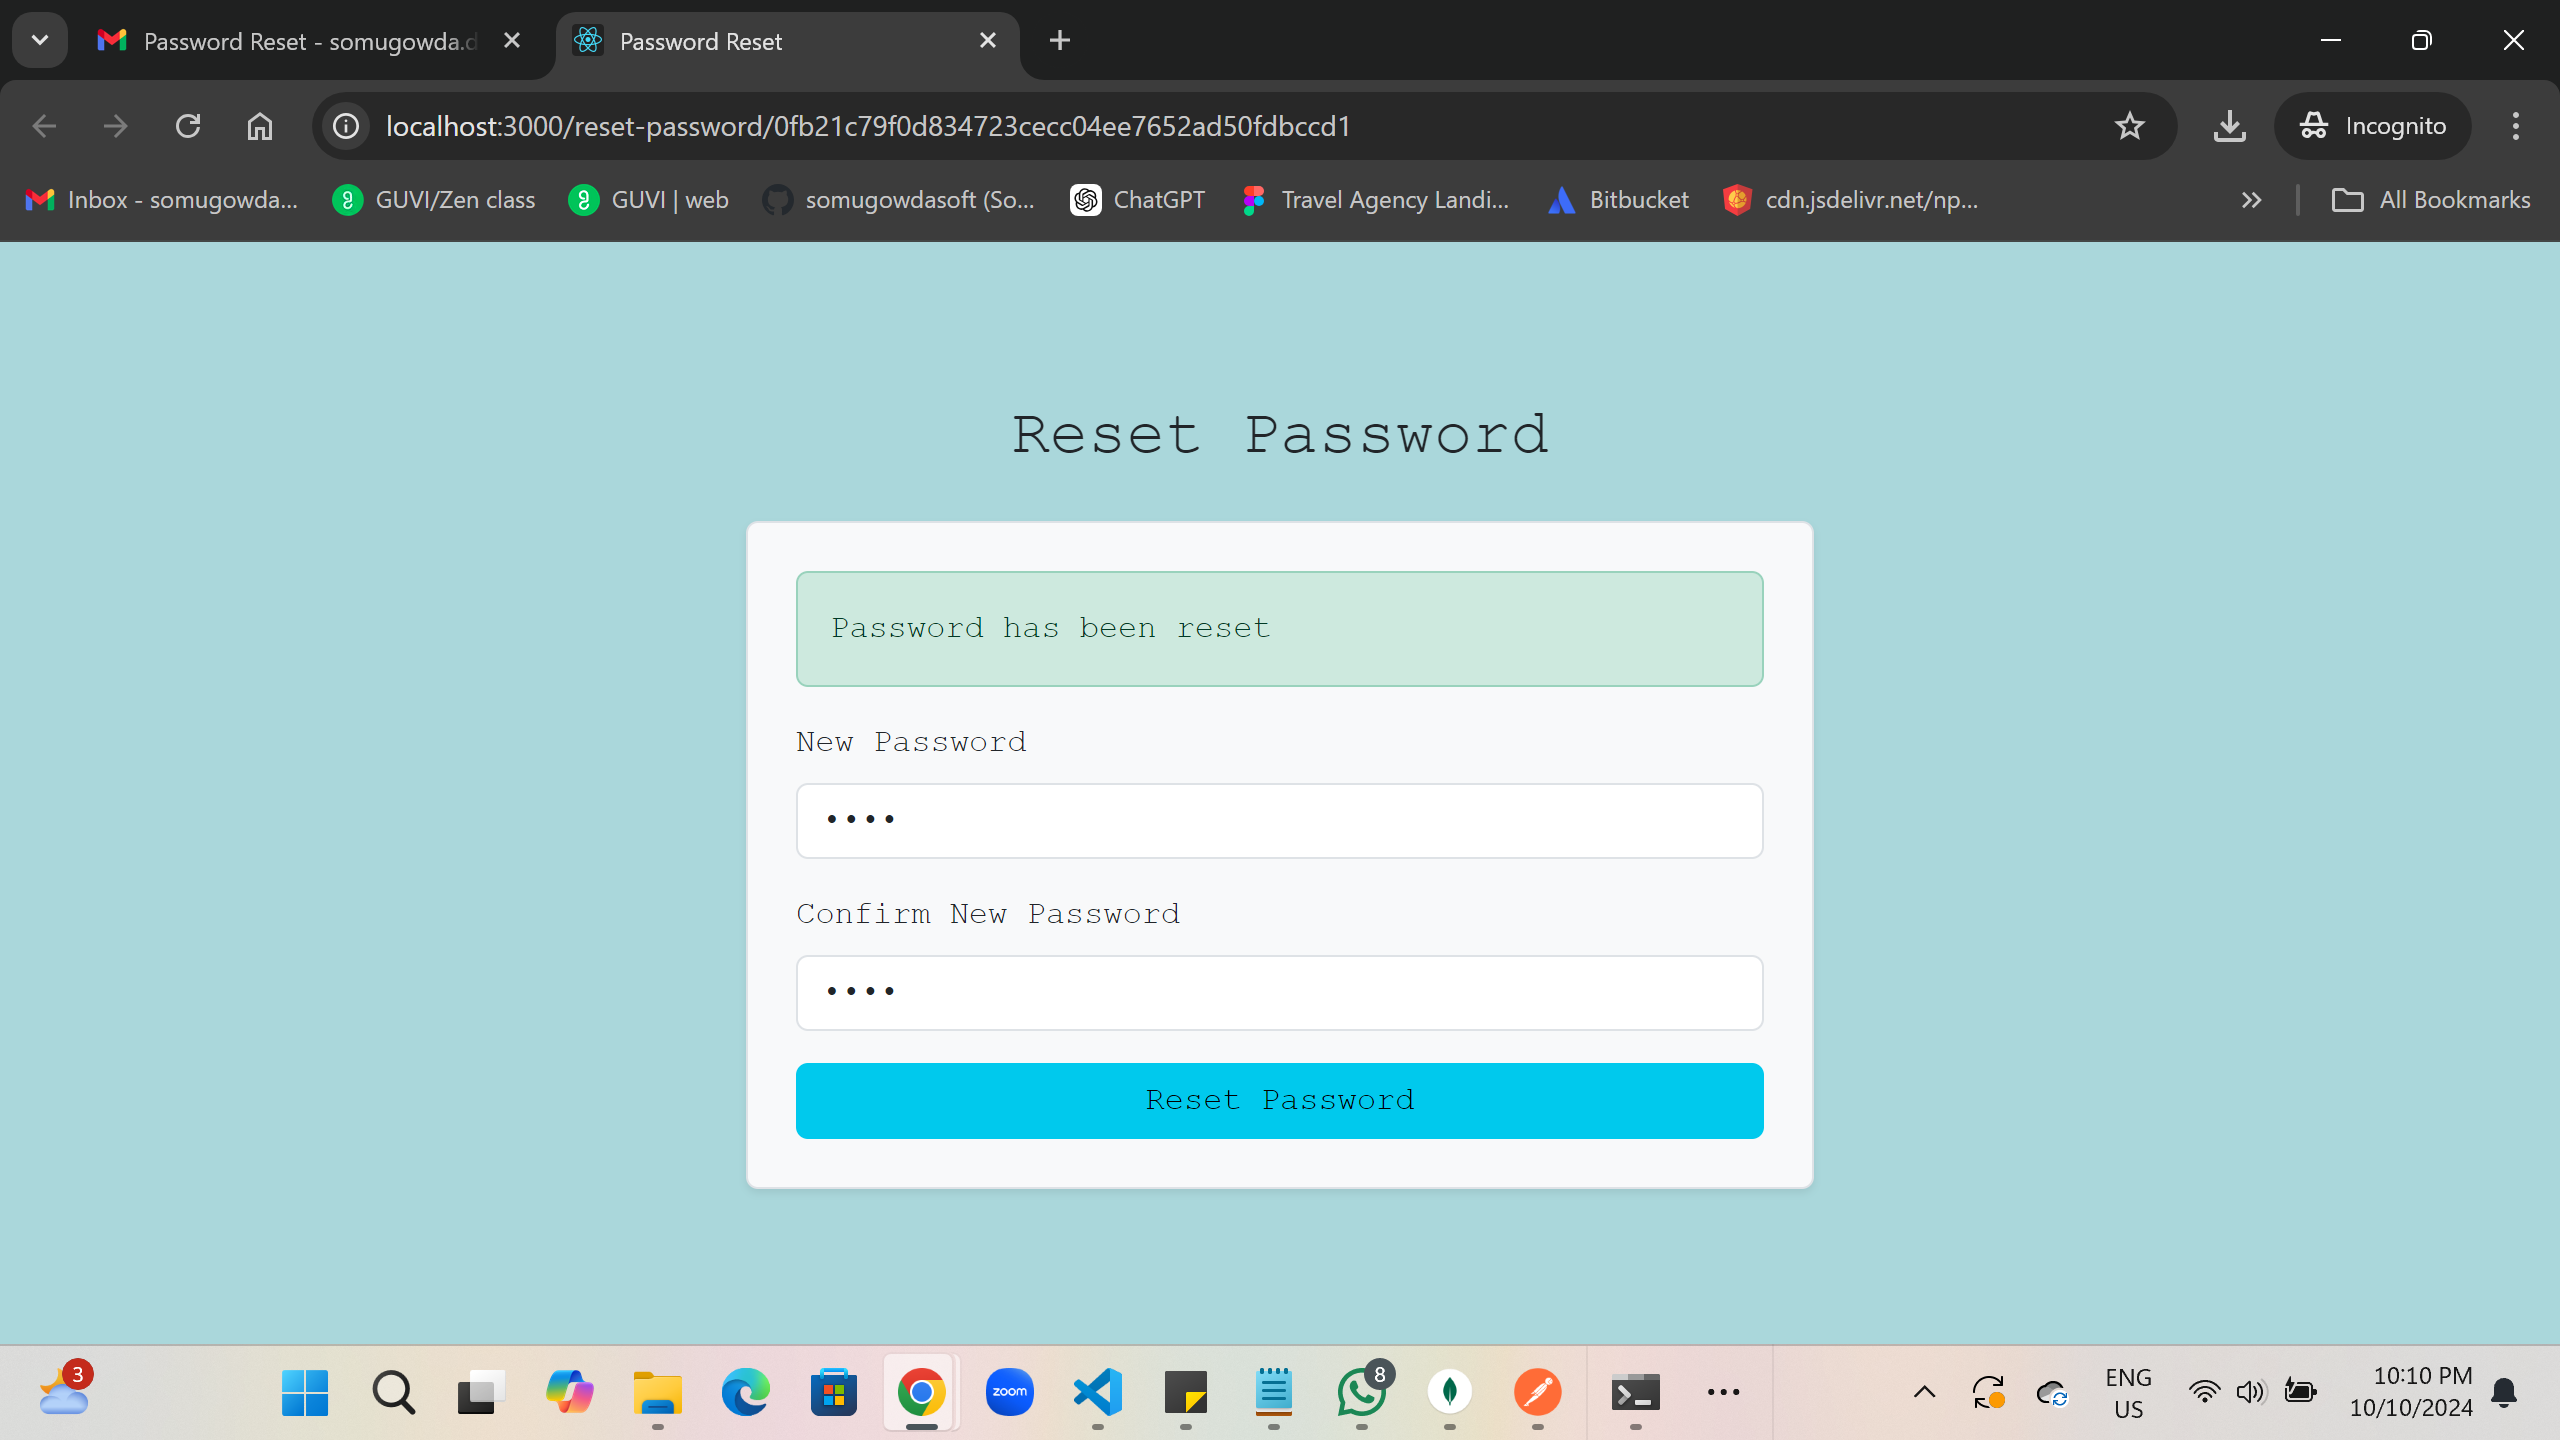 Password Reset - somugowda.d
Password Reset
localhost:3000/reset-password/0fb21c79f0d834723cecc04ee7652ad50fdbccd1
Incognito
Inbox - somugowda...
GUVI/Zen class
GUVI | web
somugowdasoft (So...
ChatGPT
Travel Agency Landi...
Bitbucket
cdn.jsdelivr.net/np...
All Bookmarks
Reset Password
Password has been reset
New Password
Confirm New Password
Reset Password
3
zoom
8
ENG
US
10:10 PM
10/10/2024